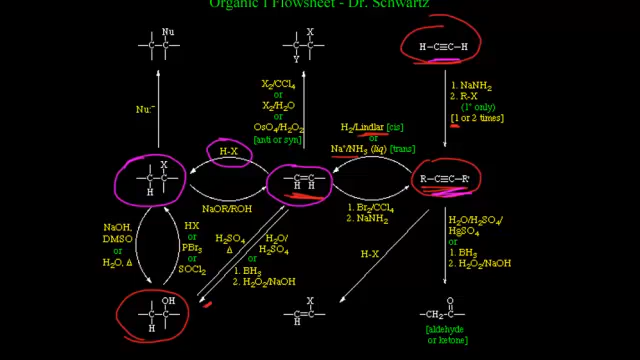 Organic I Flowsheet - Dr. Schwartz
Nu
-C-C-
X
-C-C-
Y
H-C≡C-H
X₂/CCl₄
or
X₂/H₂O
or
OsO₄/H₂O₂
[anti or syn]
1. NaNH₂
2. R-X
(1° only)
[1 or 2 times]
Nu:⁻
H₂/Lindlar [cis]
or
Na°/NH₃ (liq) [trans]
H-X
X
-C-C-
H
-C=C-
H H
R-C≡C-R'
NaOR/ROH
1. Br₂/CCl₄
2. NaNH₂
NaOH,
DMSO
or
H₂O, Δ
HX
or
PBr₃
or
SOCl₂
H₂SO₄
Δ
H₂O/
H₂SO₄
or
1. BH₃
2. H₂O₂/NaOH
H-X
H₂O/H₂SO₄/
HgSO₄
or
1. BH₃
2. H₂O₂/NaOH
OH
-C-C-
H
X
-C=C-
H
O
-CH₂-C-
[aldehyde
or ketone]